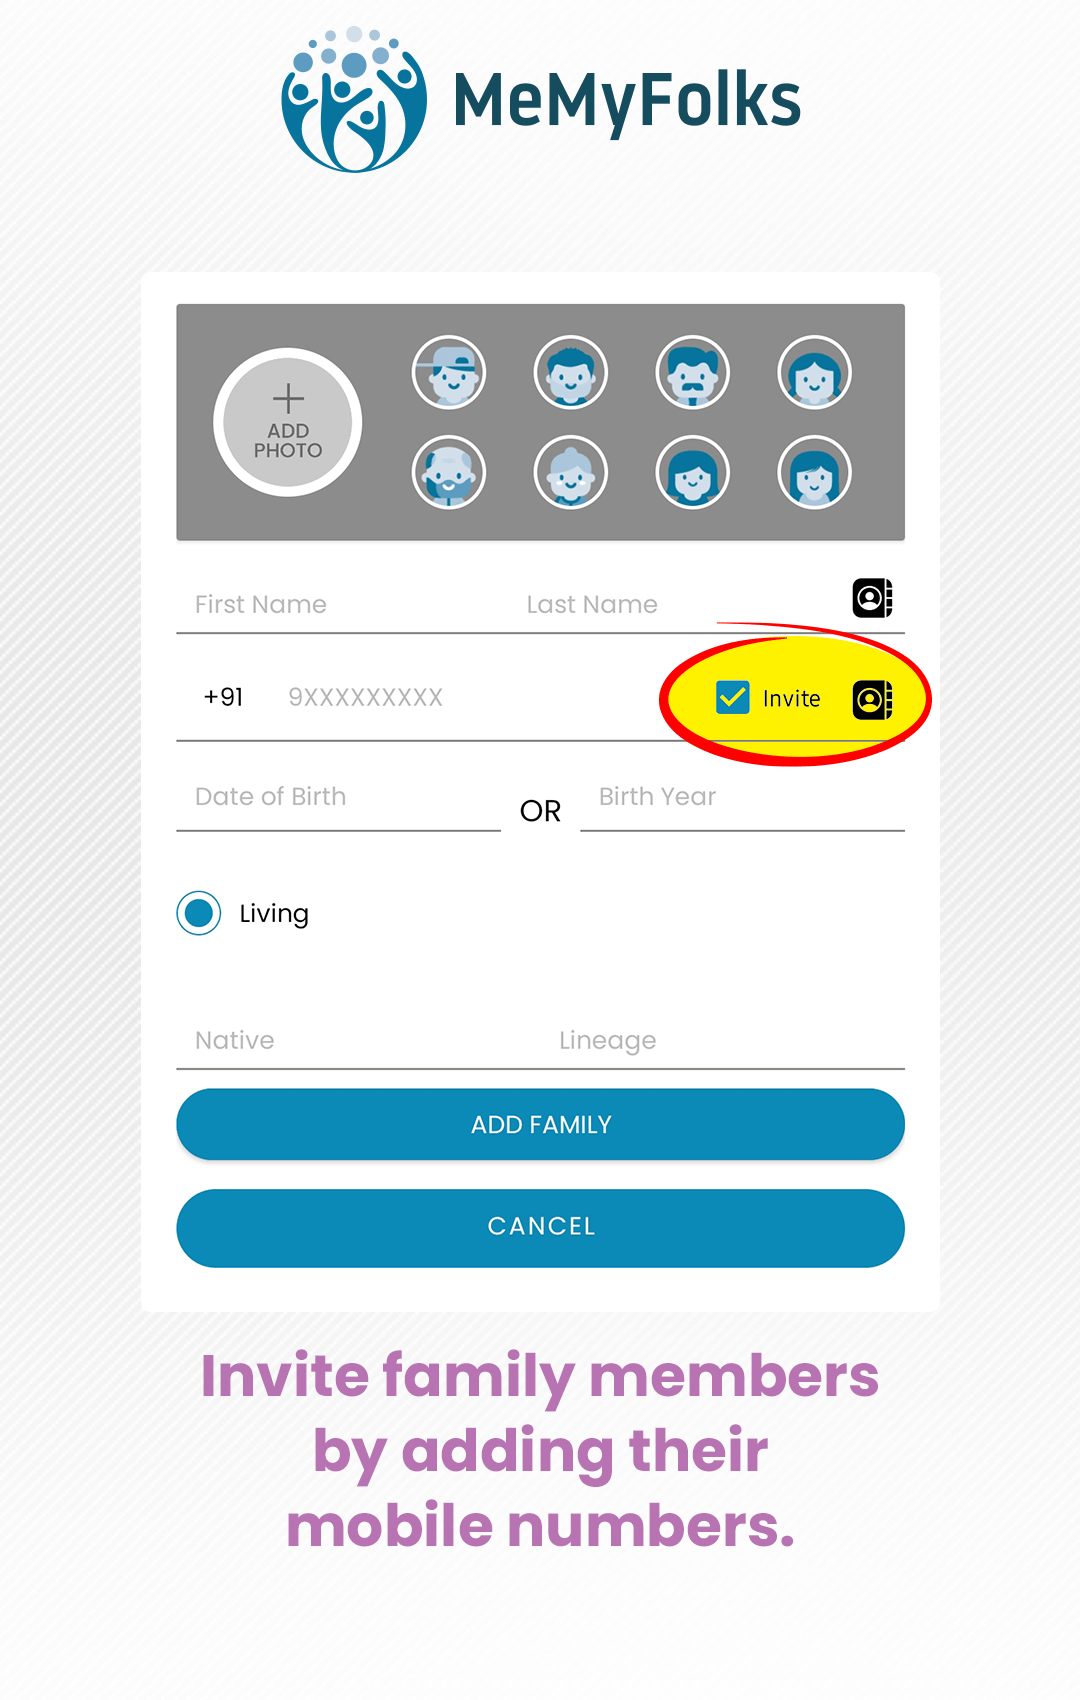 MeMyFolks
ADD
PHOTO
First Name Last Name
+91 9XXXXXXXXX Invite
Date of Birth OR Birth Year
Living
Native Lineage
ADD FAMILY
CANCEL
Invite family members
by adding their
mobile numbers.